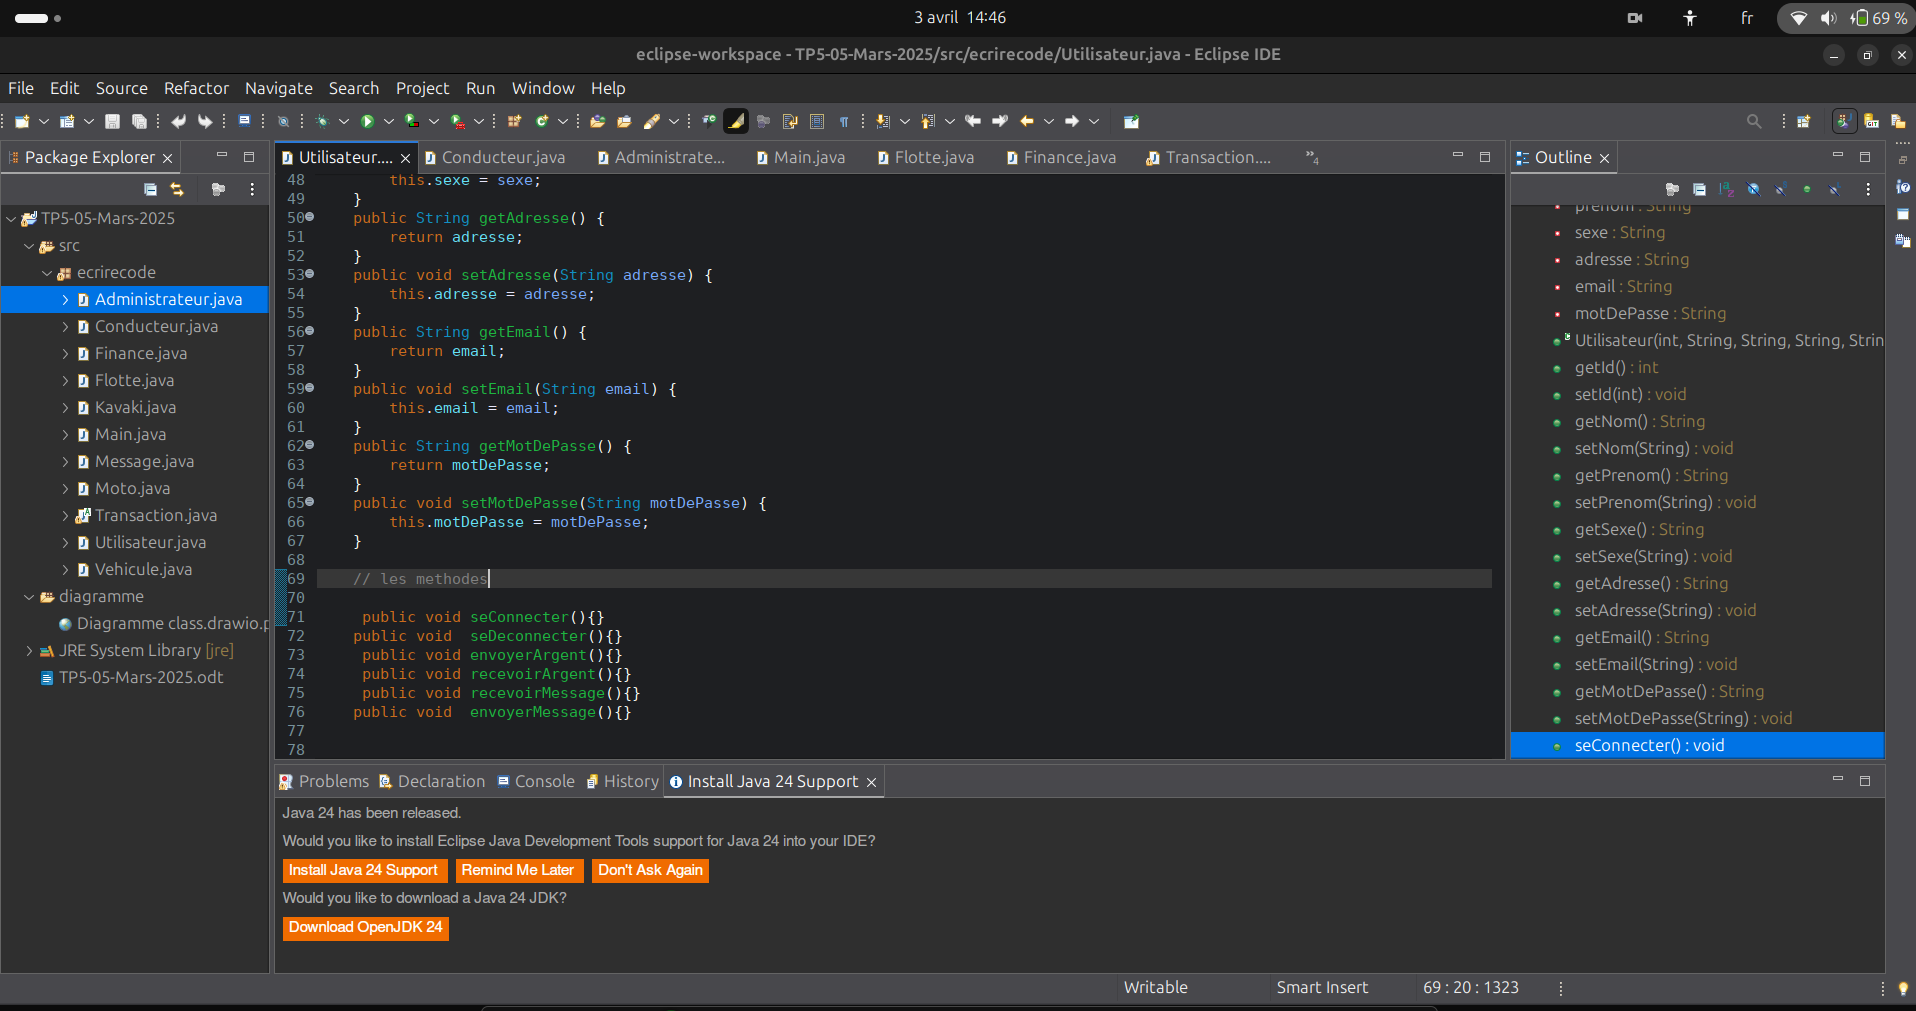 3 avril 14:46
fr
69 %
eclipse-workspace - TP5-05-Mars-2025/src/ecrirecode/Utilisateur.java - Eclipse IDE
File Edit Source Refactor Navigate Search Project Run Window Help
Package Explorer
TP5-05-Mars-2025
src
ecrirecode
Administrateur.java
Conducteur.java
Finance.java
Flotte.java
Kavaki.java
Main.java
Message.java
Moto.java
Transaction.java
Utilisateur.java
Vehicule.java
diagramme
Diagramme class.drawio.p
JRE System Library [jre]
TP5-05-Mars-2025.odt
Utilisateur.... Conducteur.java Administrate... Main.java Flotte.java Finance.java Transaction.... »4
48 this.sexe = sexe;
49 }
50 public String getAdresse() {
51 return adresse;
52 }
53 public void setAdresse(String adresse) {
54 this.adresse = adresse;
55 }
56 public String getEmail() {
57 return email;
58 }
59 public void setEmail(String email) {
60 this.email = email;
61 }
62 public String getMotDePasse() {
63 return motDePasse;
64 }
65 public void setMotDePasse(String motDePasse) {
66 this.motDePasse = motDePasse;
67 }
68
69 // les methodes
70
71 public void seConnecter(){}
72 public void  seDeconnecter(){}
73 public void envoyerArgent(){}
74 public void recevoirArgent(){}
75 public void recevoirMessage(){}
76 public void  envoyerMessage(){}
77
78
Outline
prenom : String
sexe : String
adresse : String
email : String
motDePasse : String
Utilisateur(int, String, String, String, Strin
getId() : int
setId(int) : void
getNom() : String
setNom(String) : void
getPrenom() : String
setPrenom(String) : void
getSexe() : String
setSexe(String) : void
getAdresse() : String
setAdresse(String) : void
getEmail() : String
setEmail(String) : void
getMotDePasse() : String
setMotDePasse(String) : void
seConnecter() : void
Problems Declaration Console History Install Java 24 Support
Java 24 has been released.
Would you like to install Eclipse Java Development Tools support for Java 24 into your IDE?
Install Java 24 Support Remind Me Later Don't Ask Again
Would you like to download a Java 24 JDK?
Download OpenJDK 24
Writable Smart Insert 69 : 20 : 1323